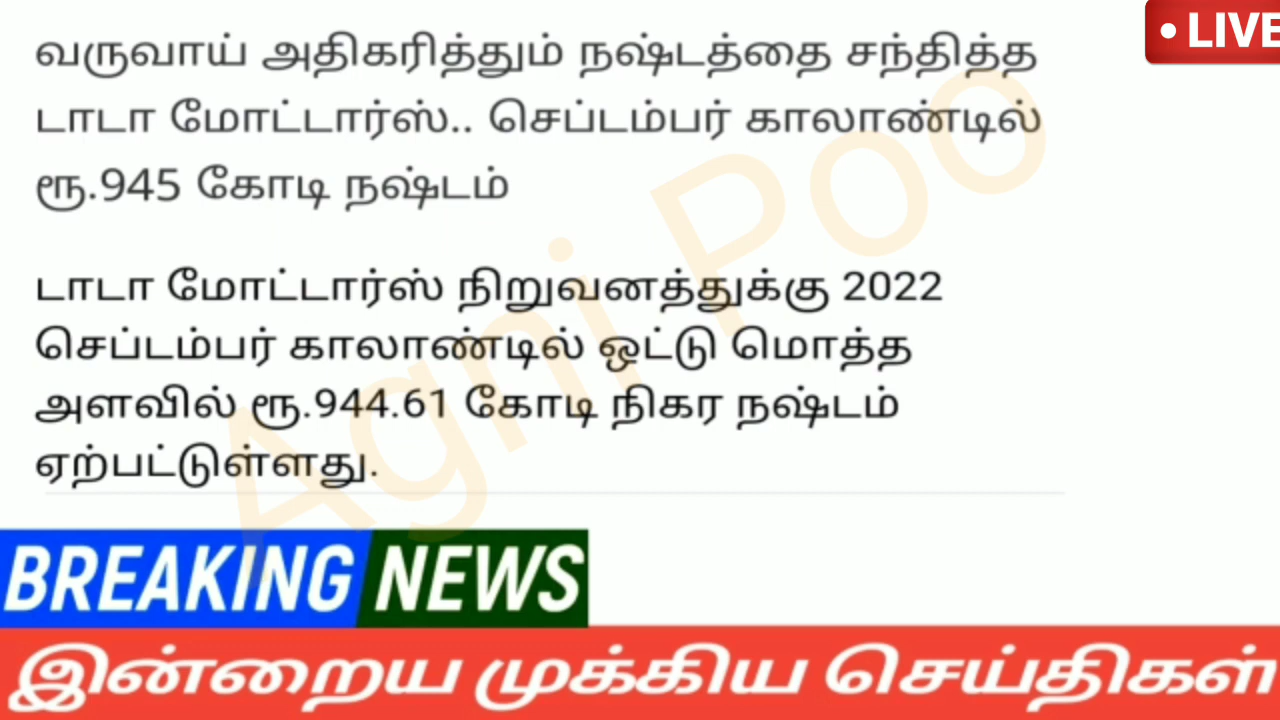 • LIVE
வருவாய் அதிகரித்தும் நஷ்டத்தை சந்தித்த
டாடா மோட்டார்ஸ்.. செப்டம்பர் காலாண்டில்
ரூ.945 கோடி நஷ்டம்
டாடா மோட்டார்ஸ் நிறுவனத்துக்கு 2022
செப்டம்பர் காலாண்டில் ஒட்டு மொத்த
அளவில் ரூ.944.61 கோடி நிகர நஷ்டம்
ஏற்பட்டுள்ளது.
Agni Poo
BREAKING NEWS
இன்றைய முக்கிய செய்திகள்